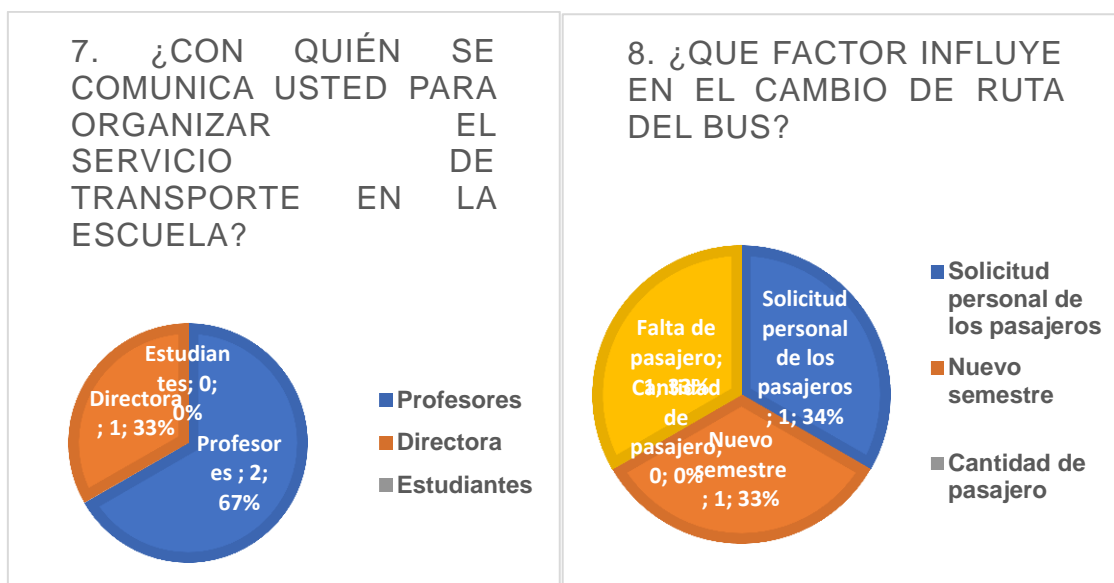 7. ¿CON QUIÉN SE
COMUNICA USTED PARA
ORGANIZAR EL
SERVICIO DE
TRANSPORTE EN LA
ESCUELA?
Estudian
tes; 0;
0%
Directora
; 1; 33%
Profesor
es ; 2;
67%
Profesores
Directora
Estudiantes
8. ¿QUE FACTOR INFLUYE
EN EL CAMBIO DE RUTA
DEL BUS?
Falta de
pasajero;
1; 33%
Cantidad
de
pasajero;
0; 0%
Solicitud
personal
de los
pasajeros
; 1; 34%
Nuevo
semestre
; 1; 33%
Solicitud
personal de
los pasajeros
Nuevo
semestre
Cantidad de
pasajero